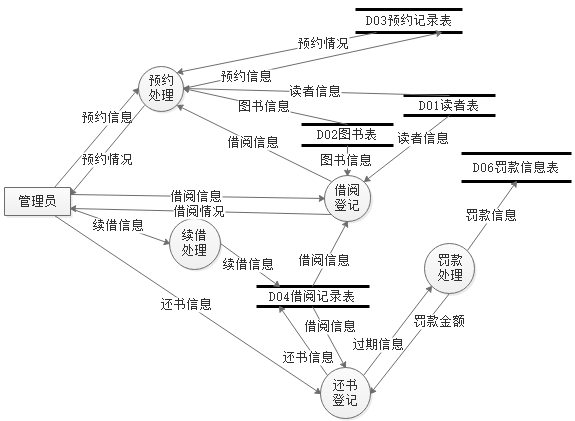 D03预约记录表
预约情况
预约
处理
预约信息
读者信息
D01读者表
图书信息
预约信息
D02图书表
读者信息
借阅信息
预约情况
图书信息
D06罚款信息表
管理员
借阅信息
借阅情况
借阅
登记
罚款信息
续借信息
续借
处理
续借信息
借阅信息
罚款
处理
D04借阅记录表
还书信息
借阅信息
罚款金额
过期信息
还书信息
还书
登记